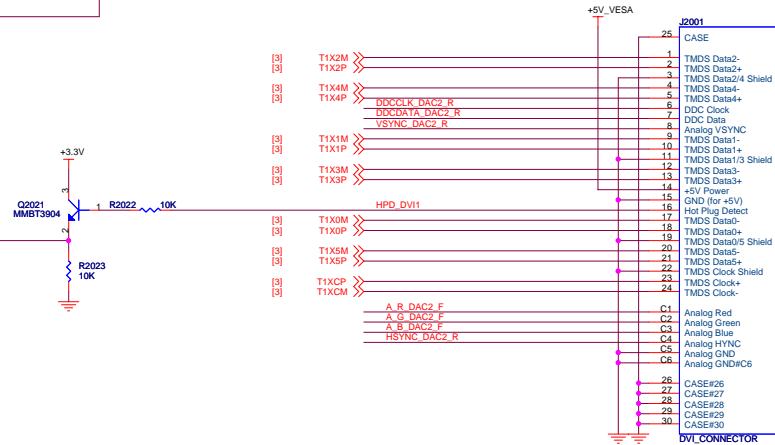 +5V_VESA
J2001
25 CASE
[3] T1X2M 1 TMDS Data2-
[3] T1X2P 2 TMDS Data2+
3 TMDS Data2/4 Shield
[3] T1X4M 4 TMDS Data4-
[3] T1X4P 5 TMDS Data4+
DDCCLK_DAC2_R 6 DDC Clock
DDCDATA_DAC2_R 7 DDC Data
VSYNC_DAC2_R 8 Analog VSYNC
[3] T1X1M 9 TMDS Data1-
[3] T1X1P 10 TMDS Data1+
11 TMDS Data1/3 Shield
[3] T1X3M 12 TMDS Data3-
[3] T1X3P 13 TMDS Data3+
14 +5V Power
15 GND (for +5V)
HPD_DVI1 16 Hot Plug Detect
[3] T1X0M 17 TMDS Data0-
[3] T1X0P 18 TMDS Data0+
19 TMDS Data0/5 Shield
[3] T1X5M 20 TMDS Data5-
[3] T1X5P 21 TMDS Data5+
22 TMDS Clock Shield
[3] T1XCP 23 TMDS Clock+
[3] T1XCM 24 TMDS Clock-
A_R_DAC2_F C1 Analog Red
A_G_DAC2_F C2 Analog Green
A_B_DAC2_F C3 Analog Blue
HSYNC_DAC2_R C4 Analog HYNC
C5 Analog GND
C6 Analog GND#C6
26 CASE#26
27 CASE#27
28 CASE#28
29 CASE#29
30 CASE#30
DVI_CONNECTOR
+3.3V
3
Q2021
MMBT3904
1
R2022 10K
2
R2023
10K